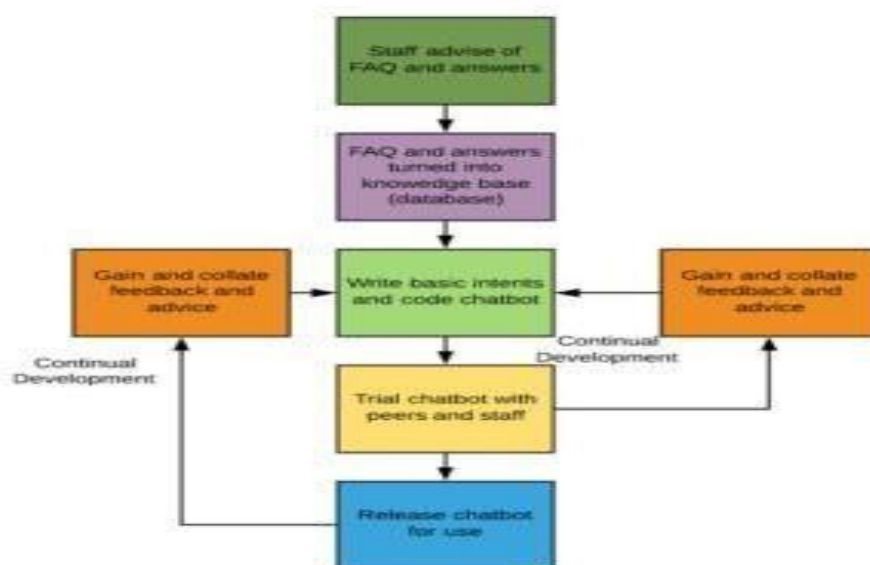 Staff advise of
FAQ and answers
FAQ and answers
turned into
knowedge base
(database)
Gain and collate
feedback and
advice
Write basic intents
and code chatbot
Gain and collate
feedback and
advice
Continual
Development
Continual
Development
Trial chatbot with
peers and staff
Release chatbot
for use